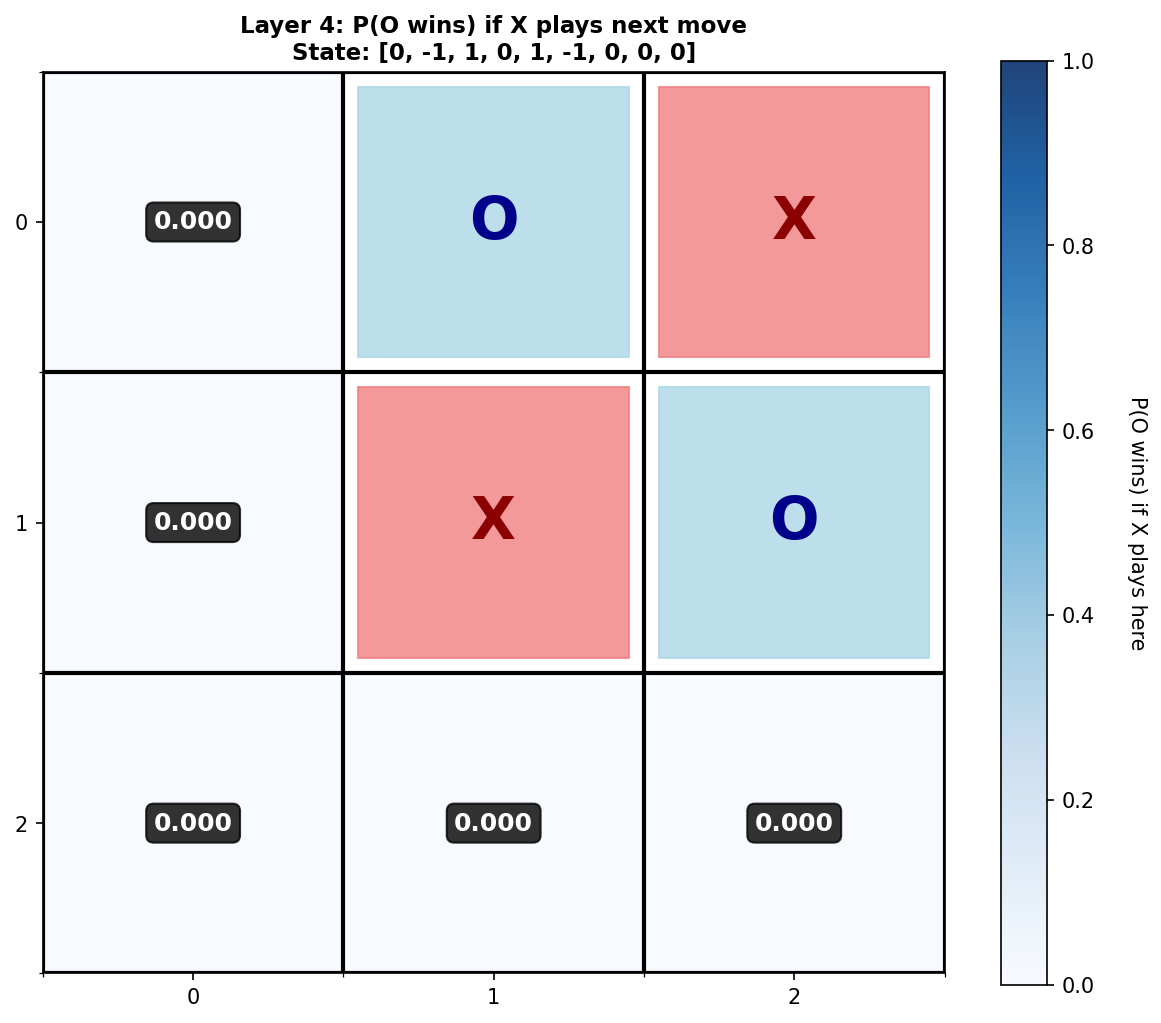 Layer 4: P(O wins) if X plays next move
State: [0, -1, 1, 0, 1, -1, 0, 0, 0]
0
0.000
O
X
1
0.000
X
O
2
0.000
0.000
0.000
0
1
2
1.0
0.8
0.6
0.4
0.2
0.0
P(O wins) if X plays here